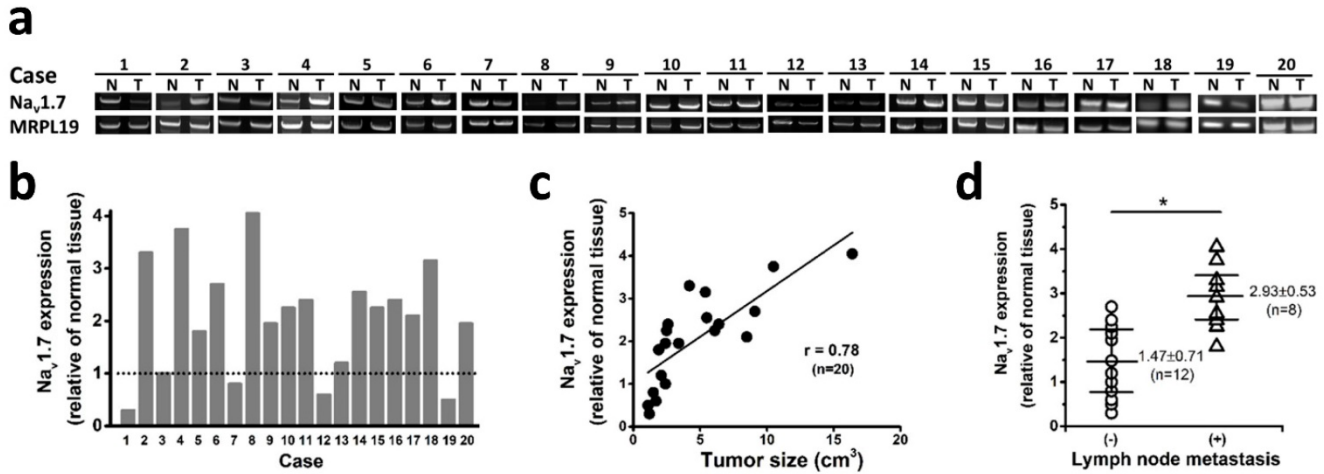 a
Case 1 2 3 4 5 6 7 8 9 10 11 12 13 14 15 16 17 18 19 20
N T N T N T N T N T N T N T N T N T N T N T N T N T N T N T N T N T N T N T N T
Nav1.7
MRPL19
b
Nav1.7 expression
(relative of normal tissue)
4
3
2
1
0
1 2 3 4 5 6 7 8 9 10 11 12 13 14 15 16 17 18 19 20
Case
c
Nav1.7 expression
(relative of normal tissue)
5
4
3
2
1
0
r = 0.78
(n=20)
0 5 10 15 20
Tumor size (cm³)
d
Nav1.7 expression
(relative of normal tissue)
5
4
3
2
1
0
*
2.93±0.53
(n=8)
1.47±0.71
(n=12)
(-) (+)
Lymph node metastasis